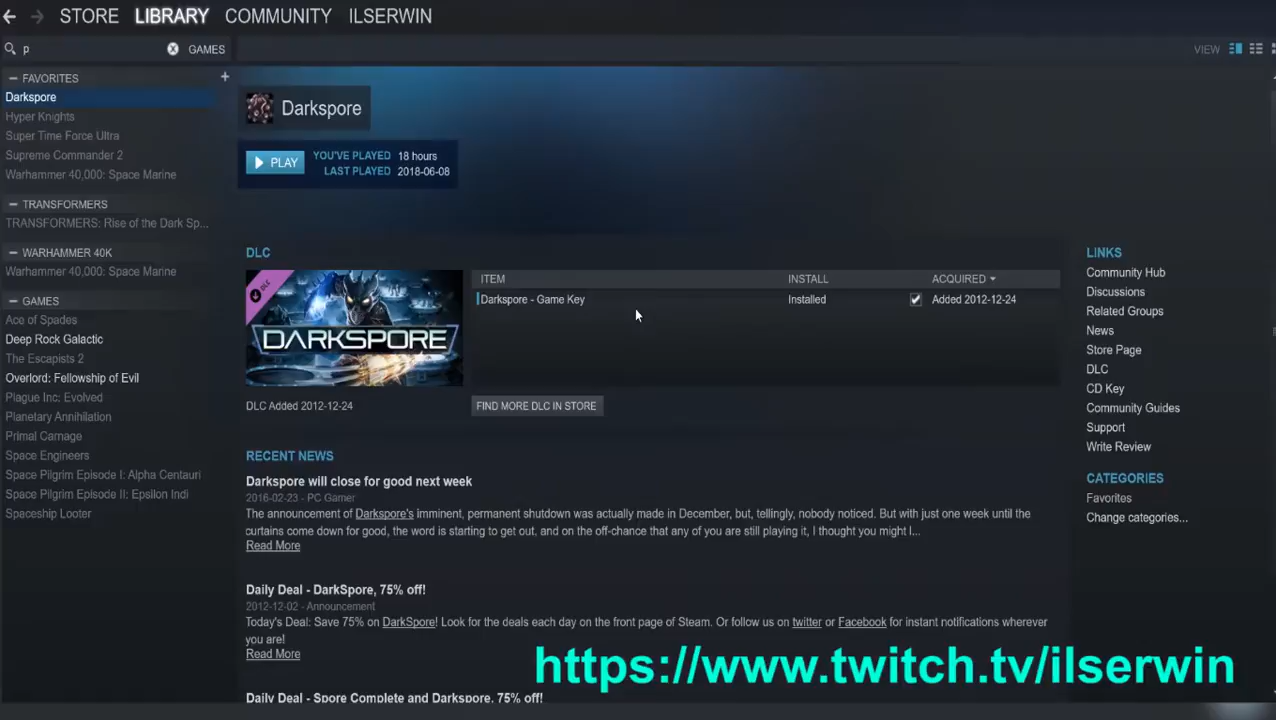 STORE LIBRARY COMMUNITY ILSERWIN
p GAMES VIEW
FAVORITES
Darkspore
Hyper Knights
Super Time Force Ultra
Supreme Commander 2
Warhammer 40,000: Space Marine
TRANSFORMERS
TRANSFORMERS: Rise of the Dark Sp...
WARHAMMER 40K
Warhammer 40,000: Space Marine
GAMES
Ace of Spades
Deep Rock Galactic
The Escapists 2
Overlord: Fellowship of Evil
Plague Inc: Evolved
Planetary Annihilation
Primal Carnage
Space Engineers
Space Pilgrim Episode I: Alpha Centauri
Space Pilgrim Episode II: Epsilon Indi
Spaceship Looter
Darkspore
PLAY
YOU'VE PLAYED 18 hours
LAST PLAYED 2018-06-08
DLC
DLC
DARKSPORE
DLC Added 2012-12-24
ITEM INSTALL ACQUIRED
Darkspore - Game Key Installed Added 2012-12-24
FIND MORE DLC IN STORE
RECENT NEWS
Darkspore will close for good next week
2016-02-23 - PC Gamer
The announcement of Darkspore's imminent, permanent shutdown was actually made in December, but, tellingly, nobody noticed. But with just one week until the
curtains come down for good, the word is starting to get out, and on the off-chance that any of you are still playing it, I thought you might I...
Read More
Daily Deal - DarkSpore, 75% off!
2012-12-02 - Announcement
Today's Deal: Save 75% on DarkSpore! Look for the deals each day on the front page of Steam. Or follow us on twitter or Facebook for instant notifications wherever
you are!
Read More
Daily Deal - Spore Complete and Darkspore, 75% off!
LINKS
Community Hub
Discussions
Related Groups
News
Store Page
DLC
CD Key
Community Guides
Support
Write Review
CATEGORIES
Favorites
Change categories...
https://www.twitch.tv/ilserwin